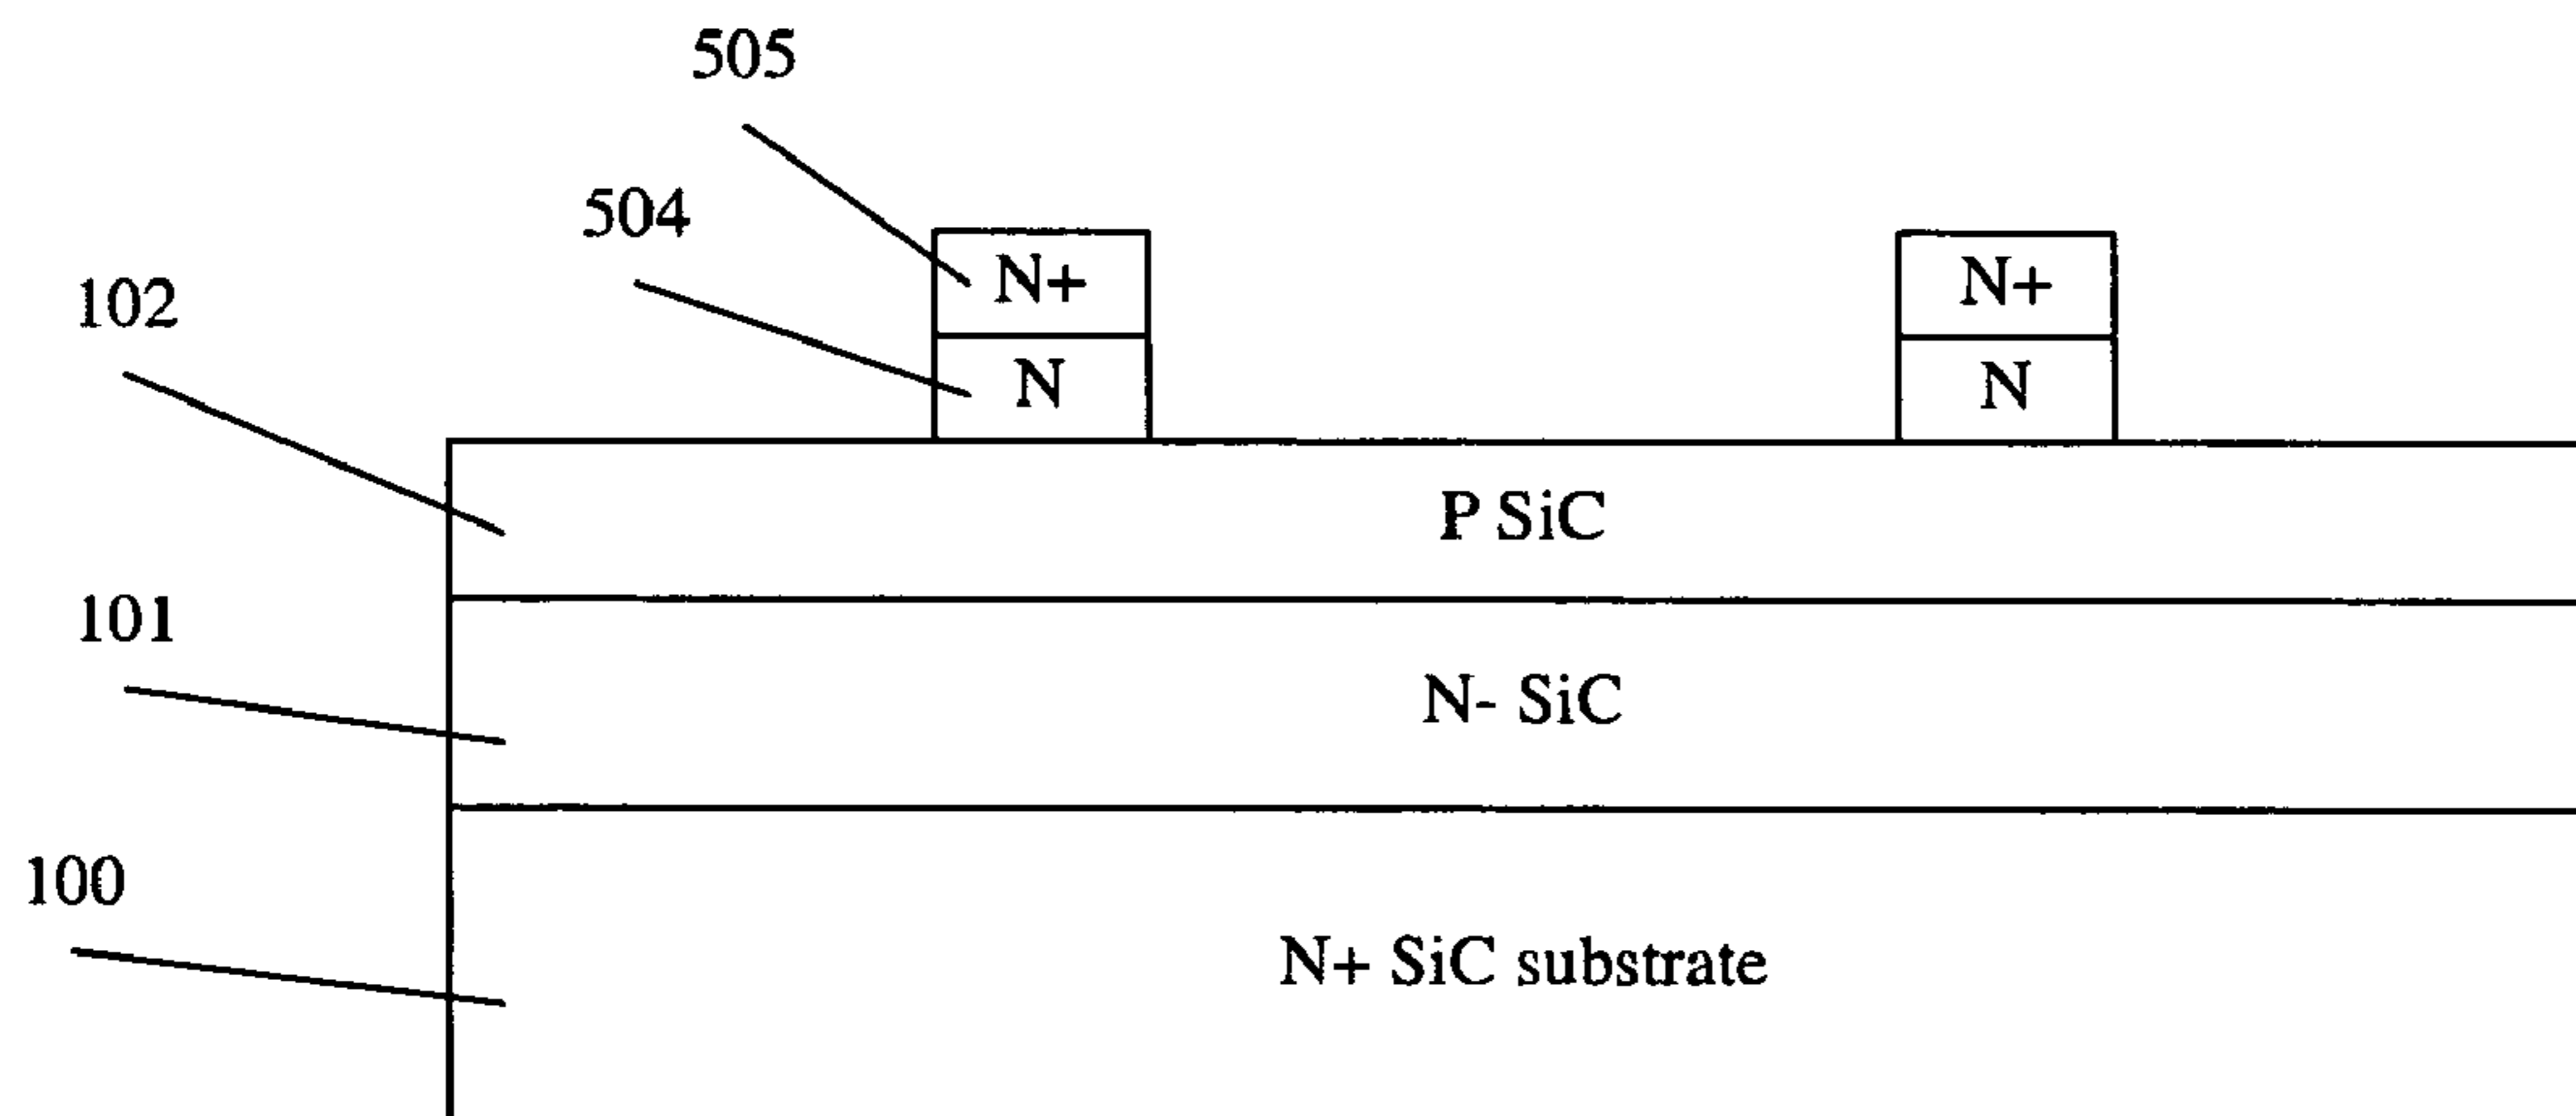 505
504
102
N+
N+
N
N
P SiC
101
N- SiC
100
N+ SiC substrate